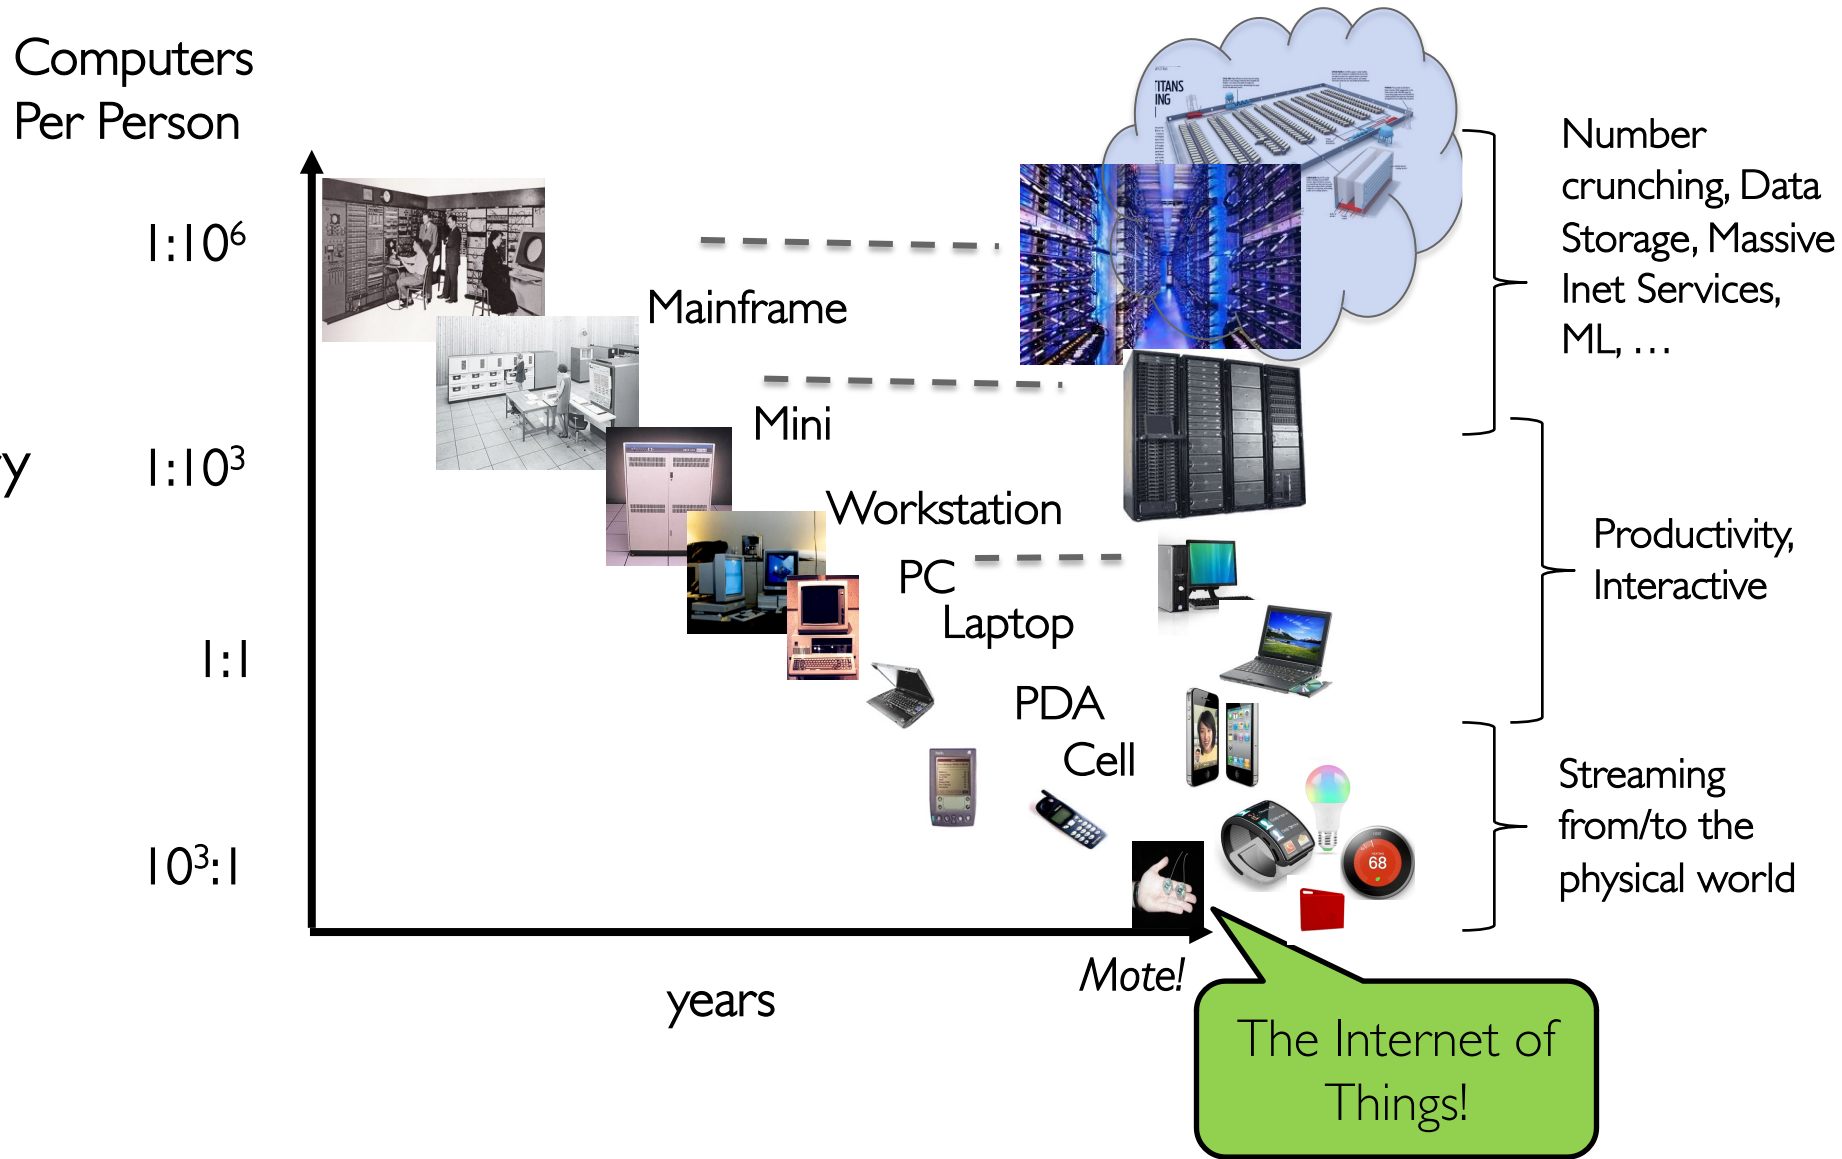 Computers
Per Person
1:10⁶
1:10³
1:1
10³:1
ry
Mainframe
Mini
Workstation
PC
Laptop
PDA
Cell
Mote!
years
TITANS
ING
68
Number
crunching, Data
Storage, Massive
Inet Services,
ML, …
Productivity,
Interactive
Streaming
from/to the
physical world
The Internet of
Things!